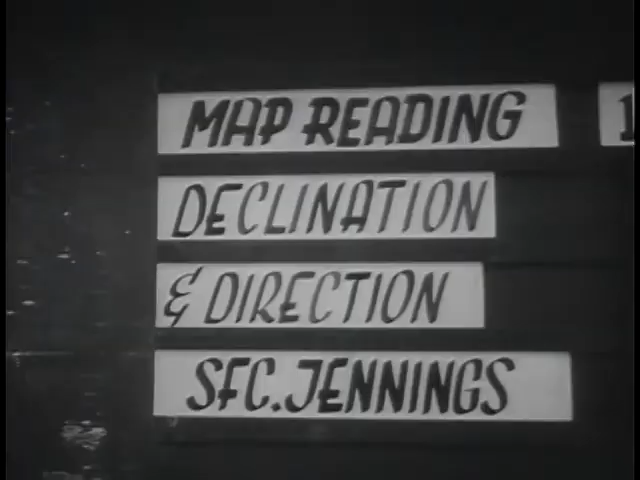 MAP READING
DECLINATION
& DIRECTION
SFC. JENNINGS